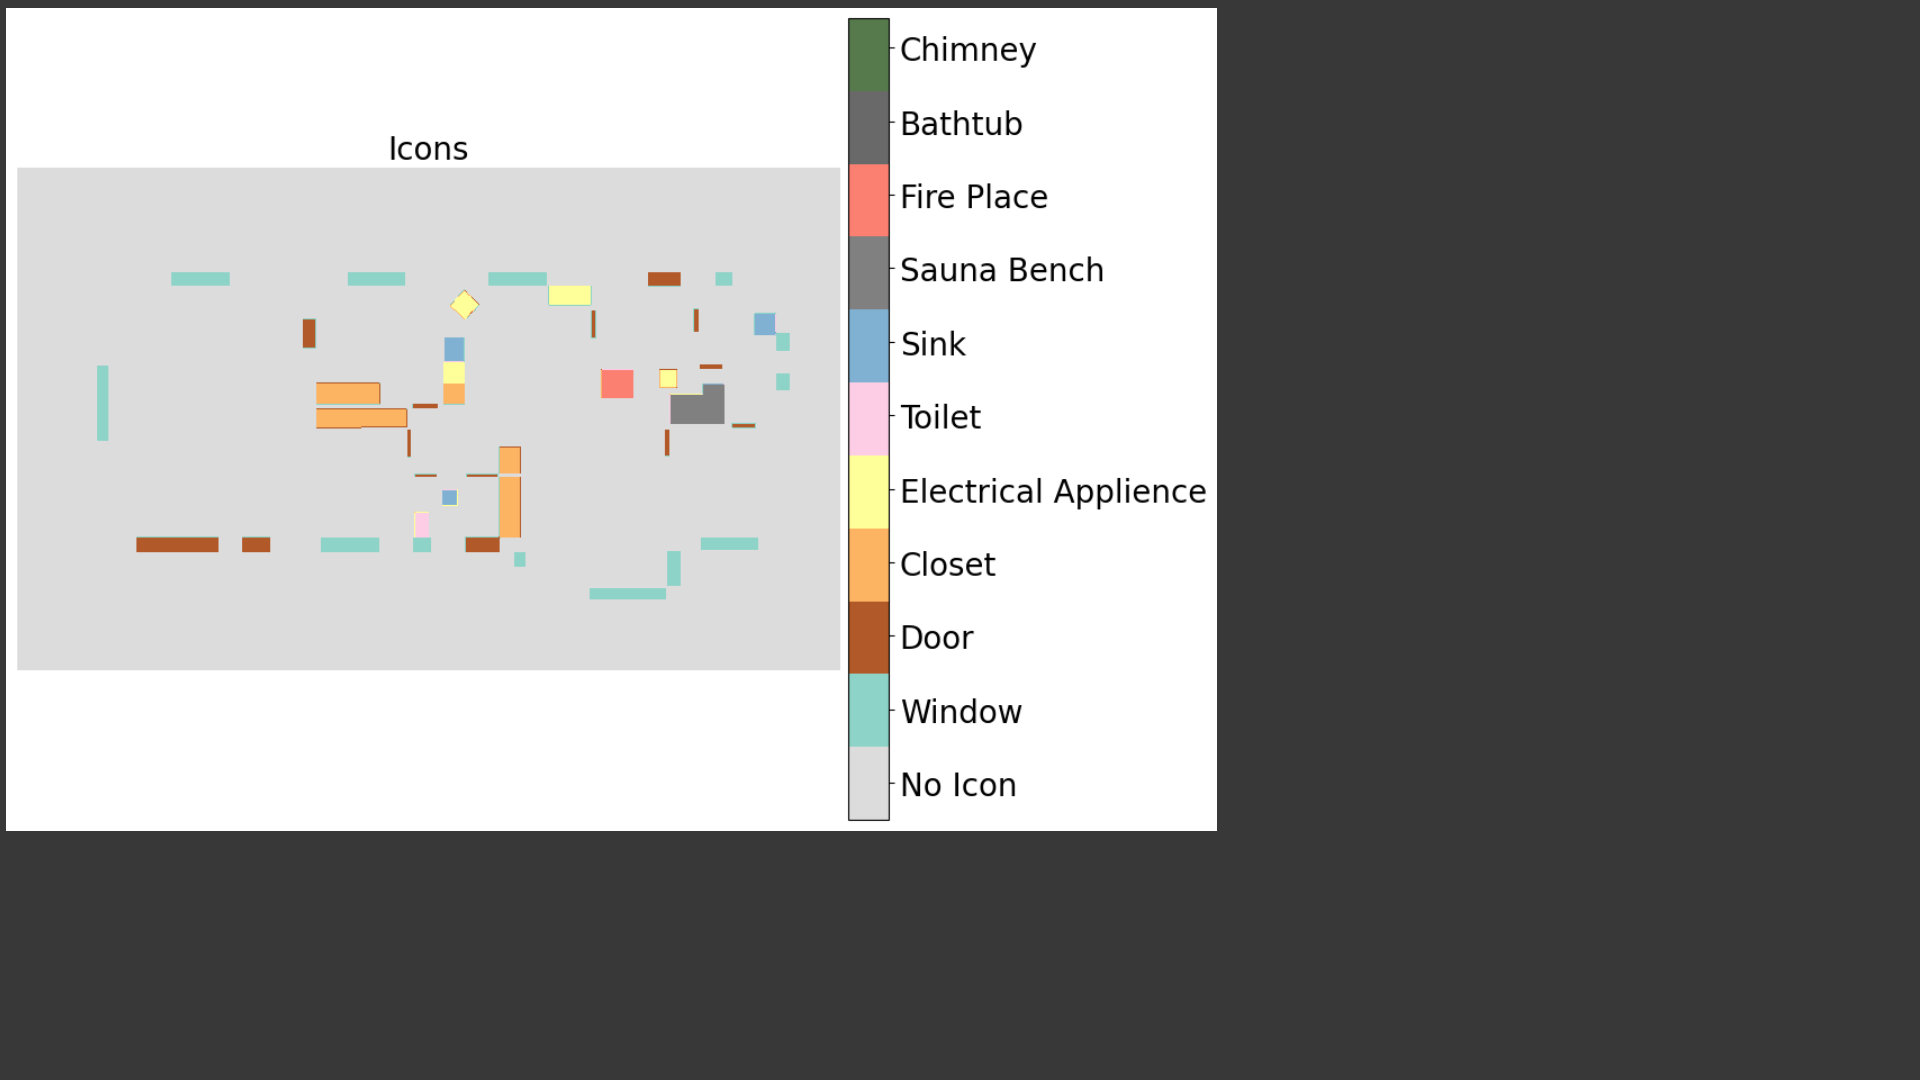 Icons
Chimney
Bathtub
Fire Place
Sauna Bench
Sink
Toilet
Electrical Applience
Closet
Door
Window
No Icon